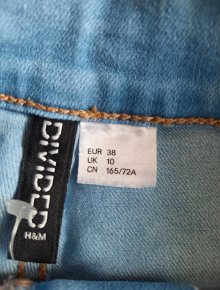 DIVIDED
H&M
EUR 38
UK 10
CN 165/72A